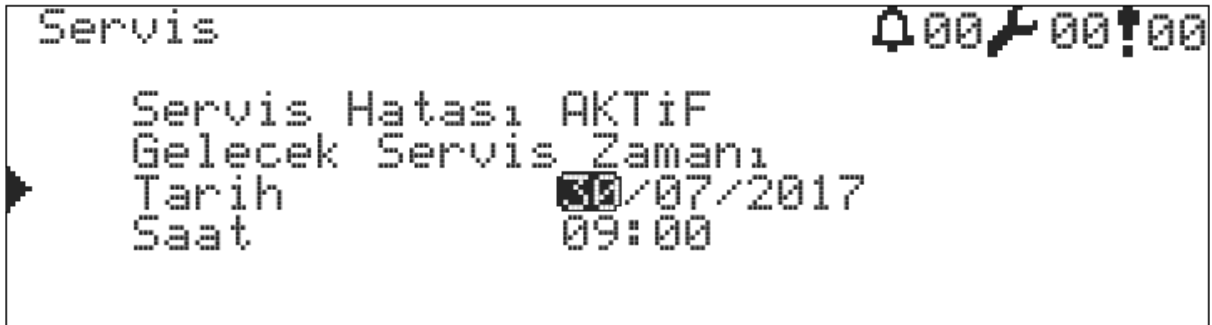 Servis 00 00 00
Servis Hatası AKTiF
Gelecek Servis Zamanı
Tarih 30/07/2017
Saat 09:00